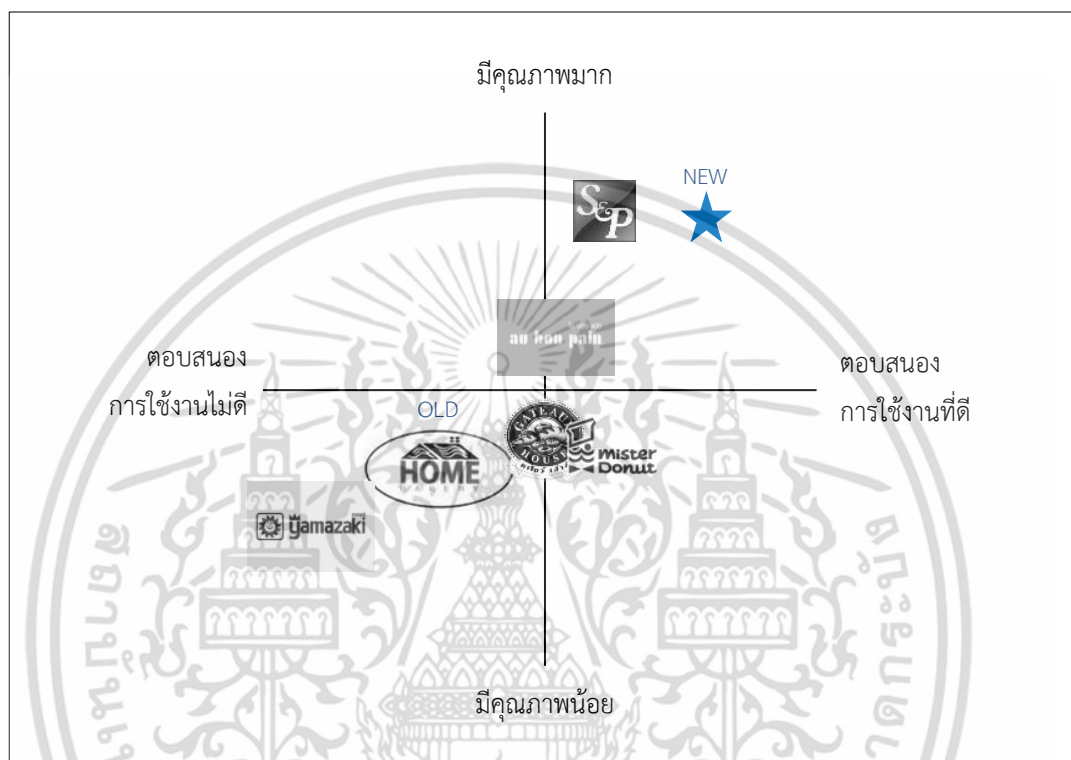 มีคุณภาพมาก
NEW
S&P
au bon pain
ตอบสนอง
การใช้งานไม่ดี
ตอบสนอง
การใช้งานที่ดี
OLD
GATEAU
HOUSE
mister
Donut
HOME
BAKERY
yamazaki
มีคุณภาพน้อย